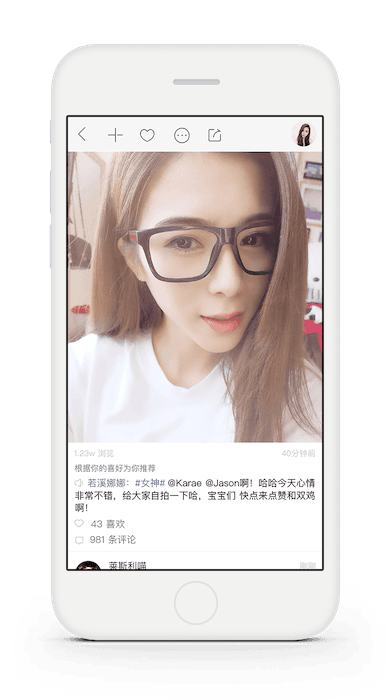 1.23w 浏览 40分钟前
根据你的喜好为你推荐
若溪娜娜：#女神# @Karae @Jason啊！哈哈今天心情
非常不错，给大家自拍一下哈，宝宝们 快点来点赞和双鸡
啊！
43 喜欢
981 条评论
莱斯利喵